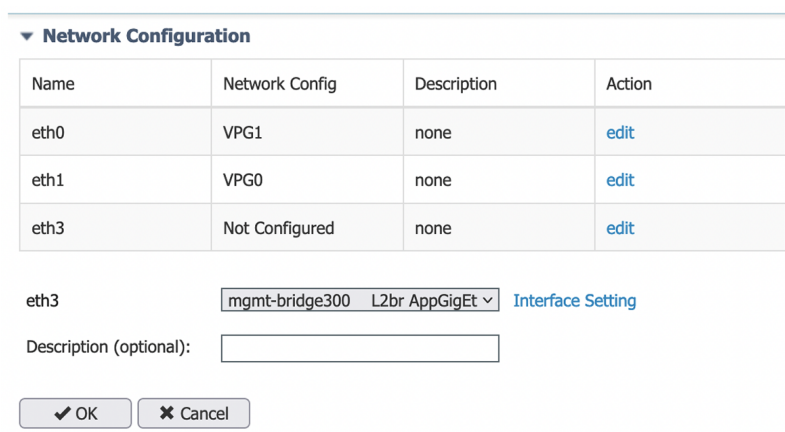 Network Configuration
Name Network Config Description Action
eth0 VPG1 none edit
eth1 VPG0 none edit
eth3 Not Configured none edit
eth3 mgmt-bridge300 L2br AppGigEt Interface Setting
Description (optional):
OK Cancel